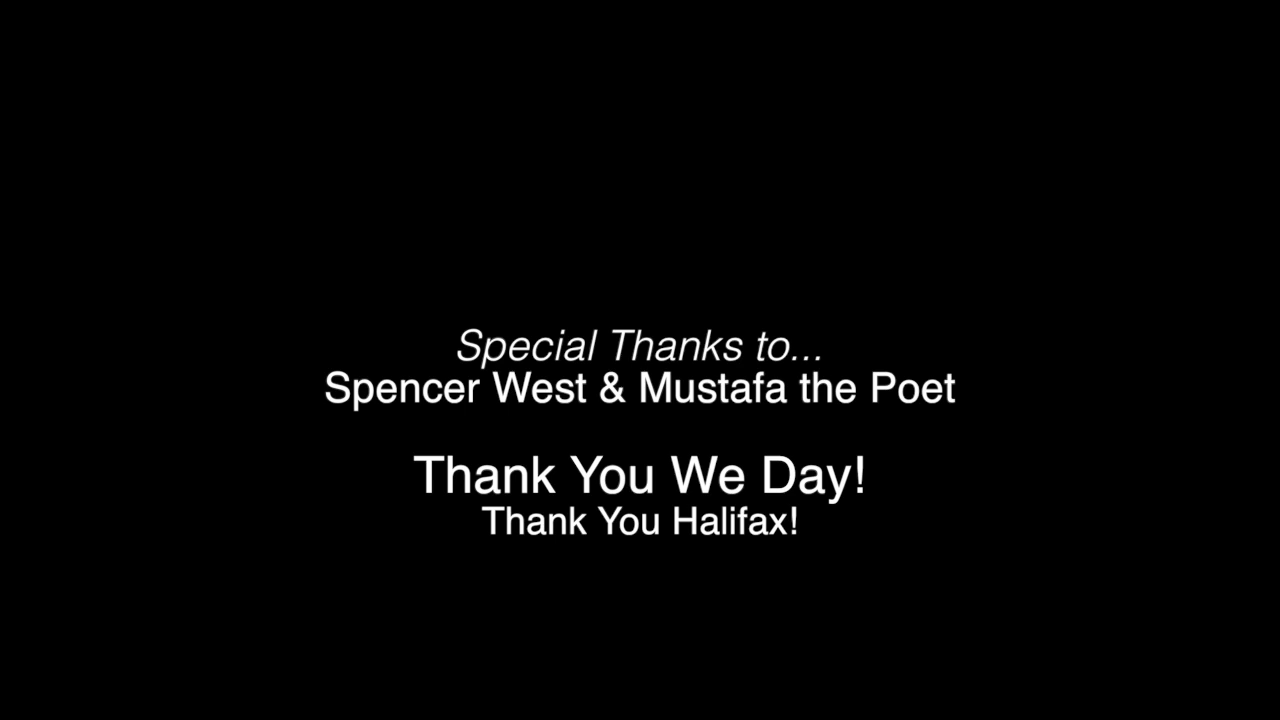 Special Thanks to...
Spencer West & Mustafa the Poet
Thank You We Day!
Thank You Halifax!